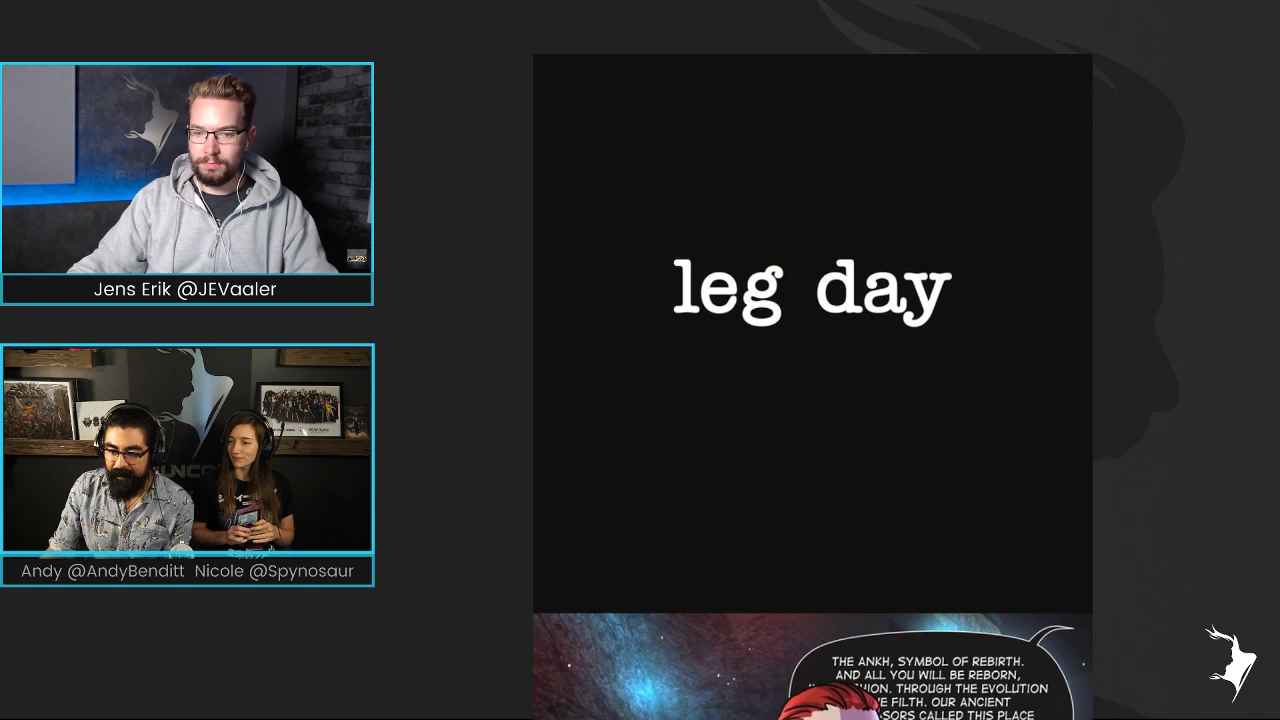 leg day
Jens Erik @JEVaaler
Andy @AndyBenditt Nicole @Spynosaur
THE ANKH, SYMBOL OF REBIRTH.
AND ALL YOU WILL BE REBORN,
THROUGH THE EVOLUTION
FILTH. OUR ANCIENT
CALLED THIS PLACE